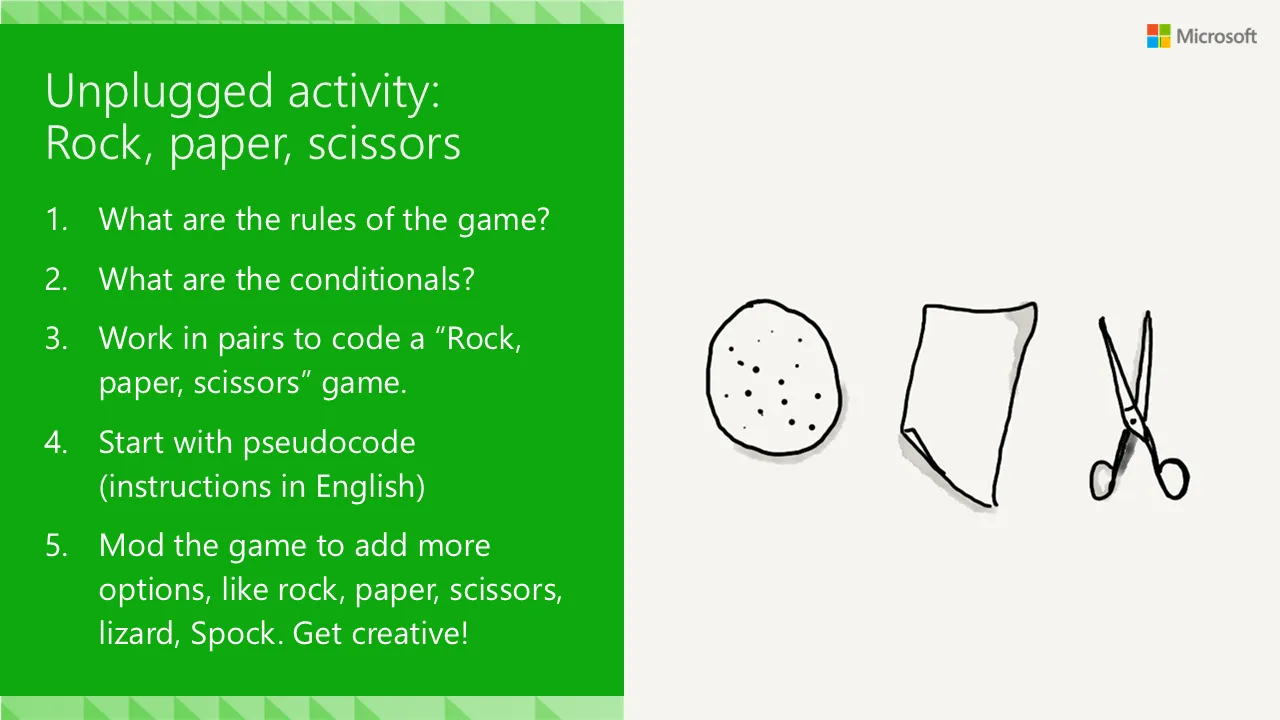 Microsoft
Unplugged activity:
Rock, paper, scissors
1. What are the rules of the game?
2. What are the conditionals?
3. Work in pairs to code a “Rock,
paper, scissors” game.
4. Start with pseudocode
(instructions in English)
5. Mod the game to add more
options, like rock, paper, scissors,
lizard, Spock. Get creative!